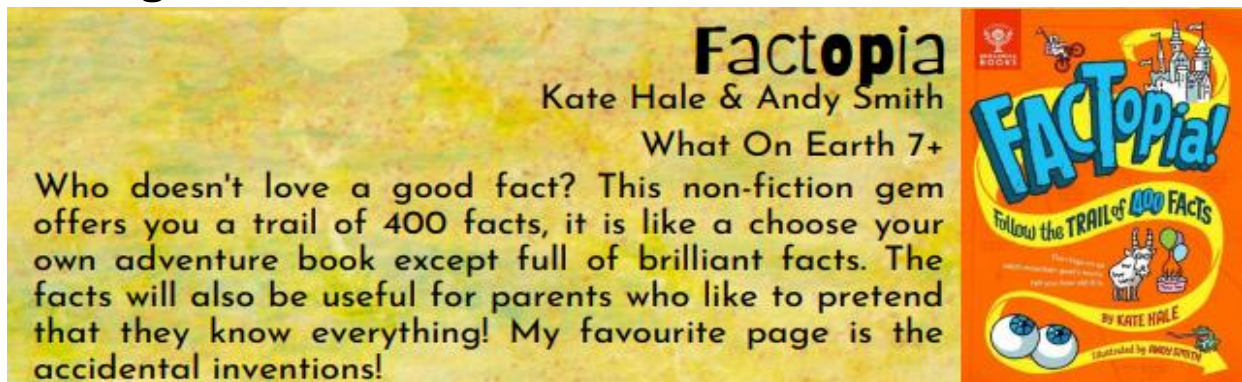 Factopia
Kate Hale & Andy Smith
What On Earth 7+
Who doesn't love a good fact? This non-fiction gem
offers you a trail of 400 facts, it is like a choose your
own adventure book except full of brilliant facts. The
facts will also be useful for parents who like to pretend
that they know everything! My favourite page is the
accidental inventions!
BOOKS
FACTopia!
Follow the TRAIL of 400 FACTS
BY KATE HALE
Illustrated by ANDY SMITH